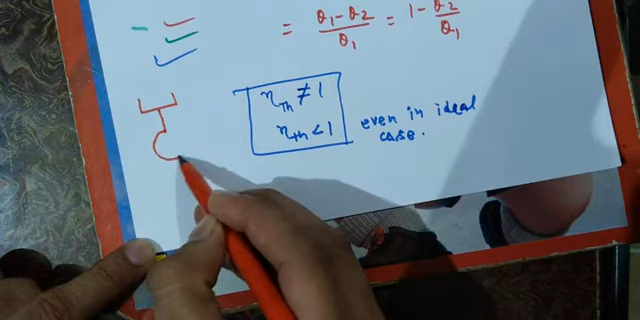 = θ1-θ2/θ1 = 1-θ2/θ1
ηTh ≠ 1
ηth < 1
even in ideal
case.